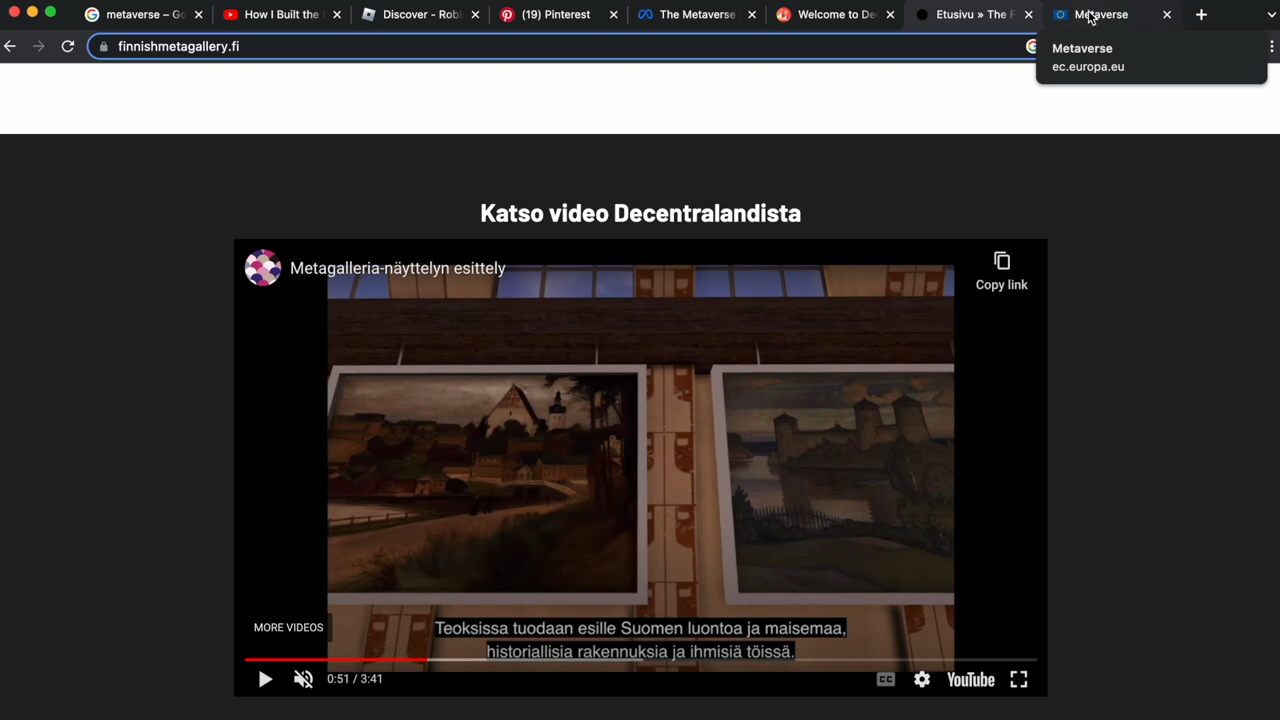 metaverse – Go
How I Built the
Discover - Robl
(19) Pinterest
The Metaverse
Welcome to De
Etusivu » The F
Metaverse
finnishmetagallery.fi
Metaverse
ec.europa.eu
Katso video Decentralandista
Metagalleria-näyttelyn esittely
Copy link
MORE VIDEOS
Teoksissa tuodaan esille Suomen luontoa ja maisemaa,
historiallisia rakennuksia ja ihmisiä töissä.
0:51 / 3:41
CC
YouTube